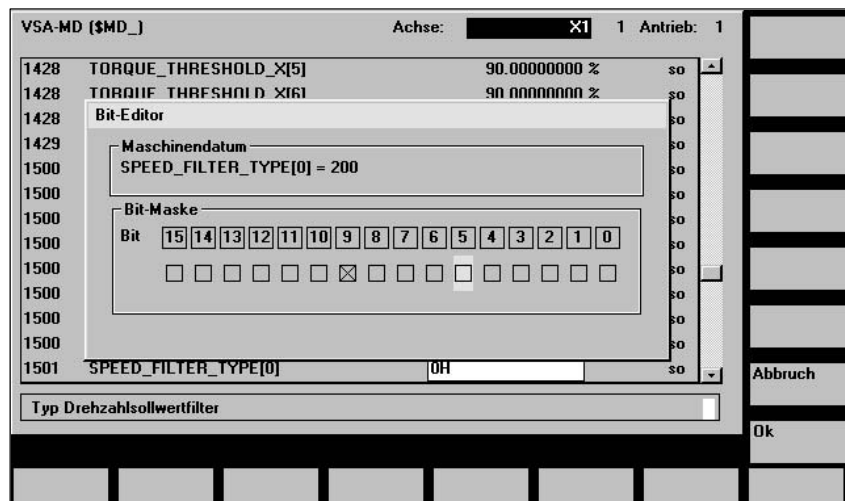 VSA-MD ($MD_) Achse: X1 1 Antrieb: 1
1428 TORQUE_THRESHOLD_X[5] 90.00000000 % so
1428 TORQUE_THRESHOLD_X[6] 90.00000000 % so
1428 so
Bit-Editor
1429 so
Maschinendatum
1500 SPEED_FILTER_TYPE[0] = 200 so
1500 so
Bit-Maske
1500 so
1500 Bit 15 14 13 12 11 10 9 8 7 6 5 4 3 2 1 0 so
1500 so
1500 so
1500 so
1500 so
1501 SPEED_FILTER_TYPE[0] 0H so
Abbruch
Typ Drehzahlsollwertfilter
Ok